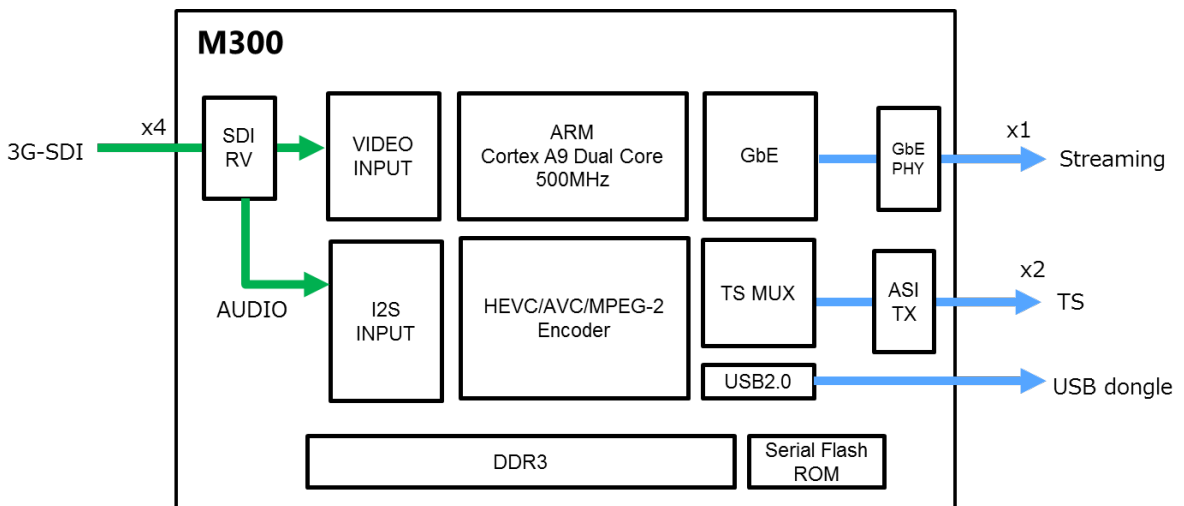 M300
3G-SDI
x4
SDI
RV
VIDEO
INPUT
ARM
Cortex A9 Dual Core
500MHz
GbE
GbE
PHY
x1
Streaming
AUDIO
I2S
INPUT
HEVC/AVC/MPEG-2
Encoder
TS MUX
ASI
TX
x2
TS
USB2.0
USB dongle
DDR3
Serial Flash
ROM